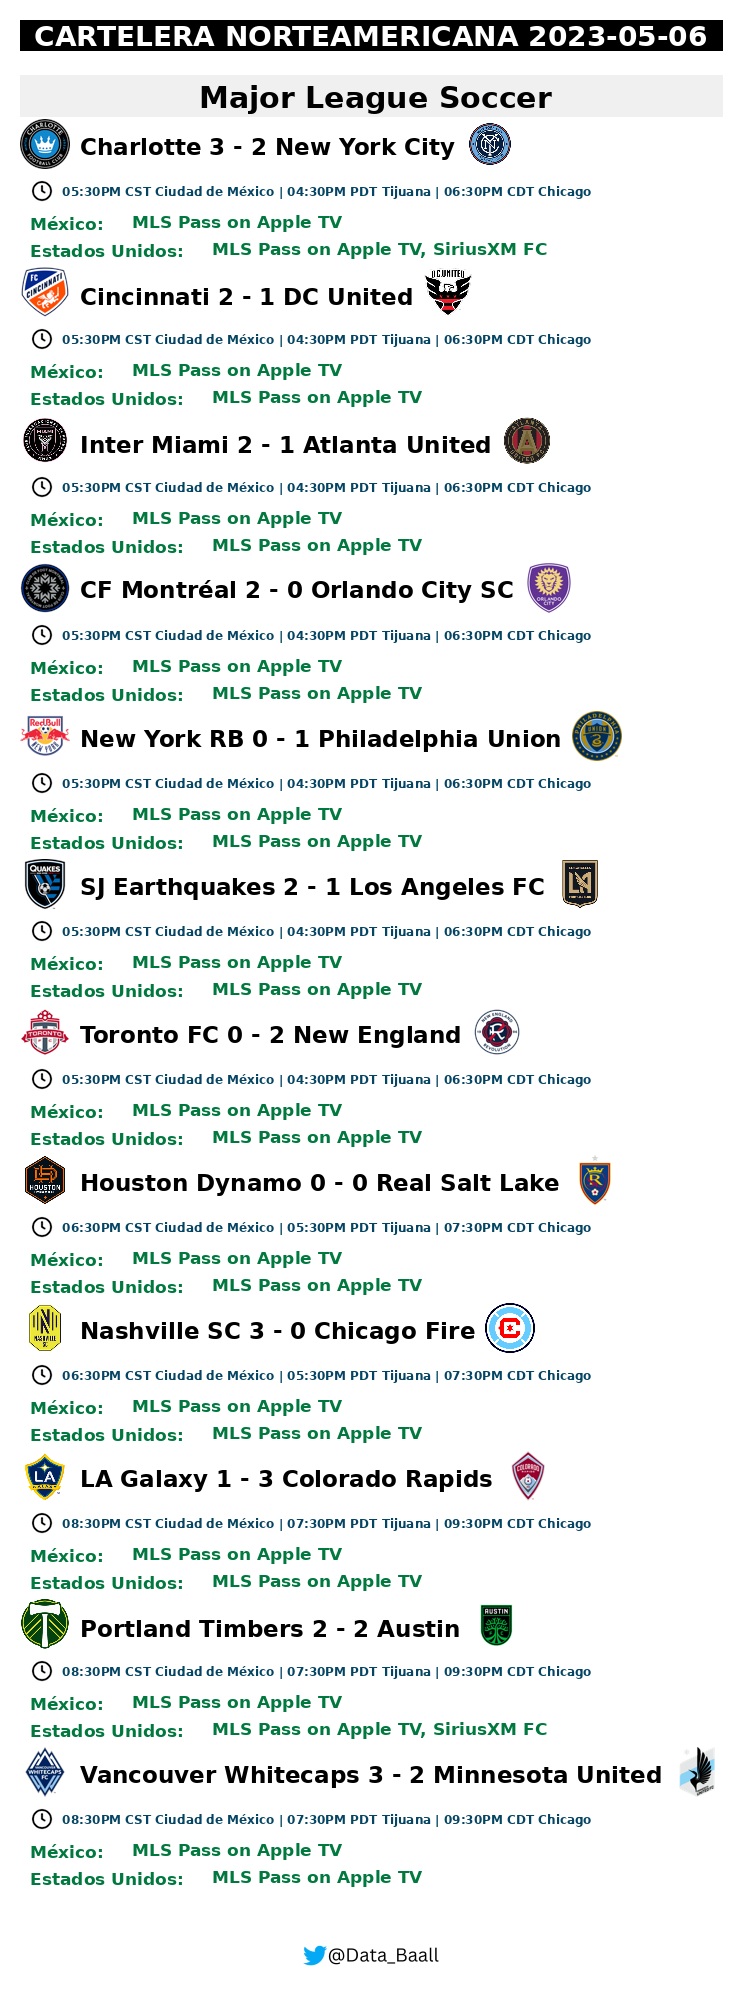 CARTELERA NORTEAMERICANA 2023-05-06
Major League Soccer
Charlotte 3 - 2 New York City
05:30PM CST Ciudad de México | 04:30PM PDT Tijuana | 06:30PM CDT Chicago
México: MLS Pass on Apple TV
Estados Unidos: MLS Pass on Apple TV, SiriusXM FC
Cincinnati 2 - 1 DC United
05:30PM CST Ciudad de México | 04:30PM PDT Tijuana | 06:30PM CDT Chicago
México: MLS Pass on Apple TV
Estados Unidos: MLS Pass on Apple TV
Inter Miami 2 - 1 Atlanta United
05:30PM CST Ciudad de México | 04:30PM PDT Tijuana | 06:30PM CDT Chicago
México: MLS Pass on Apple TV
Estados Unidos: MLS Pass on Apple TV
CF Montréal 2 - 0 Orlando City SC
05:30PM CST Ciudad de México | 04:30PM PDT Tijuana | 06:30PM CDT Chicago
México: MLS Pass on Apple TV
Estados Unidos: MLS Pass on Apple TV
New York RB 0 - 1 Philadelphia Union
05:30PM CST Ciudad de México | 04:30PM PDT Tijuana | 06:30PM CDT Chicago
México: MLS Pass on Apple TV
Estados Unidos: MLS Pass on Apple TV
SJ Earthquakes 2 - 1 Los Angeles FC
05:30PM CST Ciudad de México | 04:30PM PDT Tijuana | 06:30PM CDT Chicago
México: MLS Pass on Apple TV
Estados Unidos: MLS Pass on Apple TV
Toronto FC 0 - 2 New England
05:30PM CST Ciudad de México | 04:30PM PDT Tijuana | 06:30PM CDT Chicago
México: MLS Pass on Apple TV
Estados Unidos: MLS Pass on Apple TV
Houston Dynamo 0 - 0 Real Salt Lake
06:30PM CST Ciudad de México | 05:30PM PDT Tijuana | 07:30PM CDT Chicago
México: MLS Pass on Apple TV
Estados Unidos: MLS Pass on Apple TV
Nashville SC 3 - 0 Chicago Fire
06:30PM CST Ciudad de México | 05:30PM PDT Tijuana | 07:30PM CDT Chicago
México: MLS Pass on Apple TV
Estados Unidos: MLS Pass on Apple TV
LA Galaxy 1 - 3 Colorado Rapids
08:30PM CST Ciudad de México | 07:30PM PDT Tijuana | 09:30PM CDT Chicago
México: MLS Pass on Apple TV
Estados Unidos: MLS Pass on Apple TV
Portland Timbers 2 - 2 Austin
08:30PM CST Ciudad de México | 07:30PM PDT Tijuana | 09:30PM CDT Chicago
México: MLS Pass on Apple TV
Estados Unidos: MLS Pass on Apple TV, SiriusXM FC
Vancouver Whitecaps 3 - 2 Minnesota United
08:30PM CST Ciudad de México | 07:30PM PDT Tijuana | 09:30PM CDT Chicago
México: MLS Pass on Apple TV
Estados Unidos: MLS Pass on Apple TV
@Data_Baall